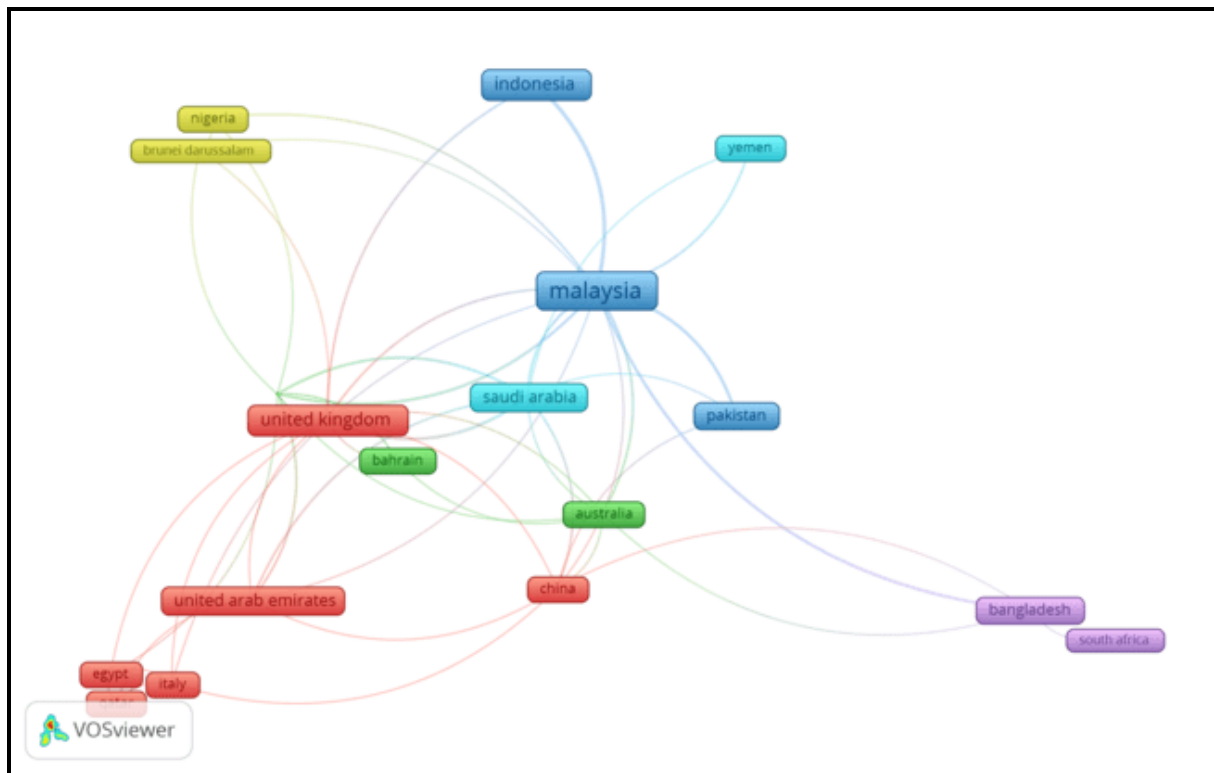 indonesia
nigeria
brunei darussalam
yemen
malaysia
saudi arabia
pakistan
united kingdom
bahrain
australia
china
united arab emirates
bangladesh
south africa
egypt
italy
qatar
VOSviewer